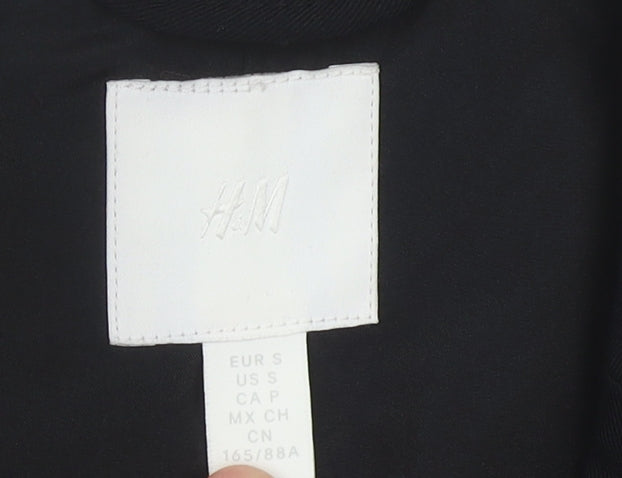 H&M
EUR S
US S
CA P
MX CH
CN
165/88A